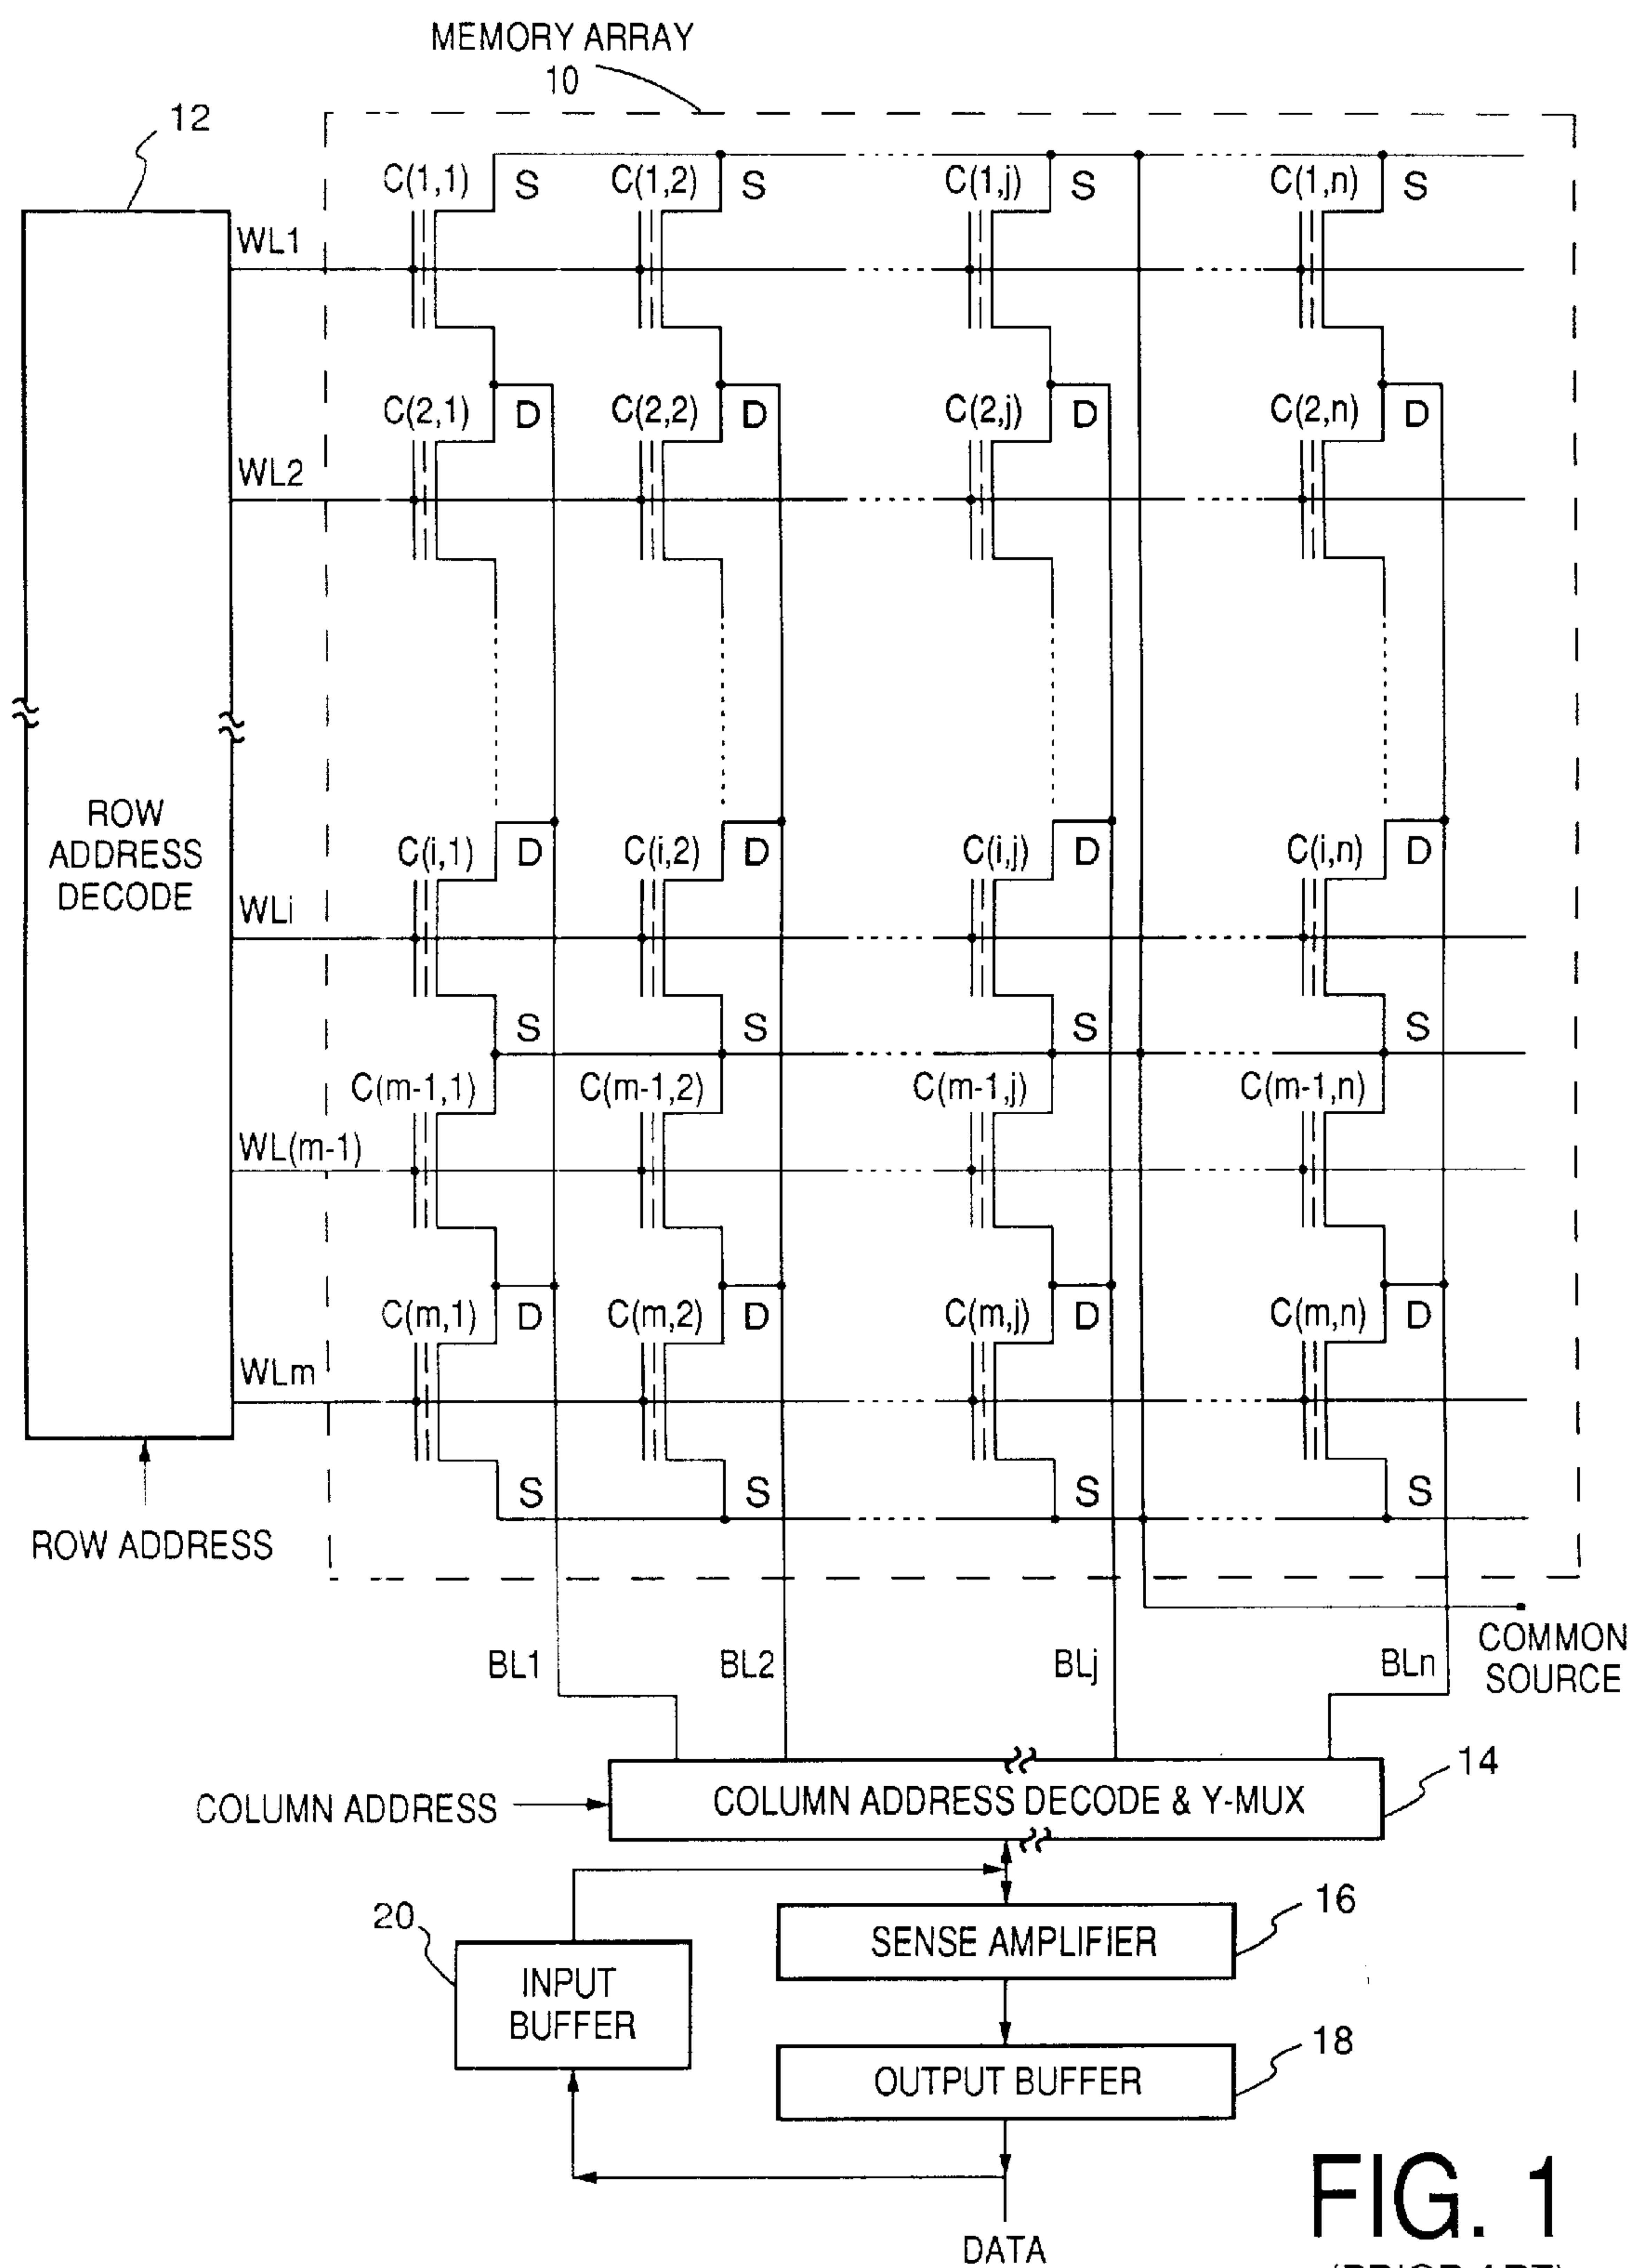 MEMORY ARRAY
10
12
C(1,1) S C(1,2) S C(1,j) S C(1,n) S
WL1
C(2,1) D C(2,2) D C(2,j) D C(2,n) D
WL2
ROW
ADDRESS
DECODE
C(i,1) D C(i,2) D C(i,j) D C(i,n) D
WLi
S S S S
C(m-1,1) C(m-1,2) C(m-1,j) C(m-1,n)
WL(m-1)
C(m,1) D C(m,2) D C(m,j) D C(m,n) D
WLm
S S S S
ROW ADDRESS
COMMON
SOURCE
BL1 BL2 BLj BLn
14
COLUMN ADDRESS
COLUMN ADDRESS DECODE & Y-MUX
16
20
SENSE AMPLIFIER
INPUT
BUFFER
18
OUTPUT BUFFER
DATA
FIG. 1
(PRIOR ART)